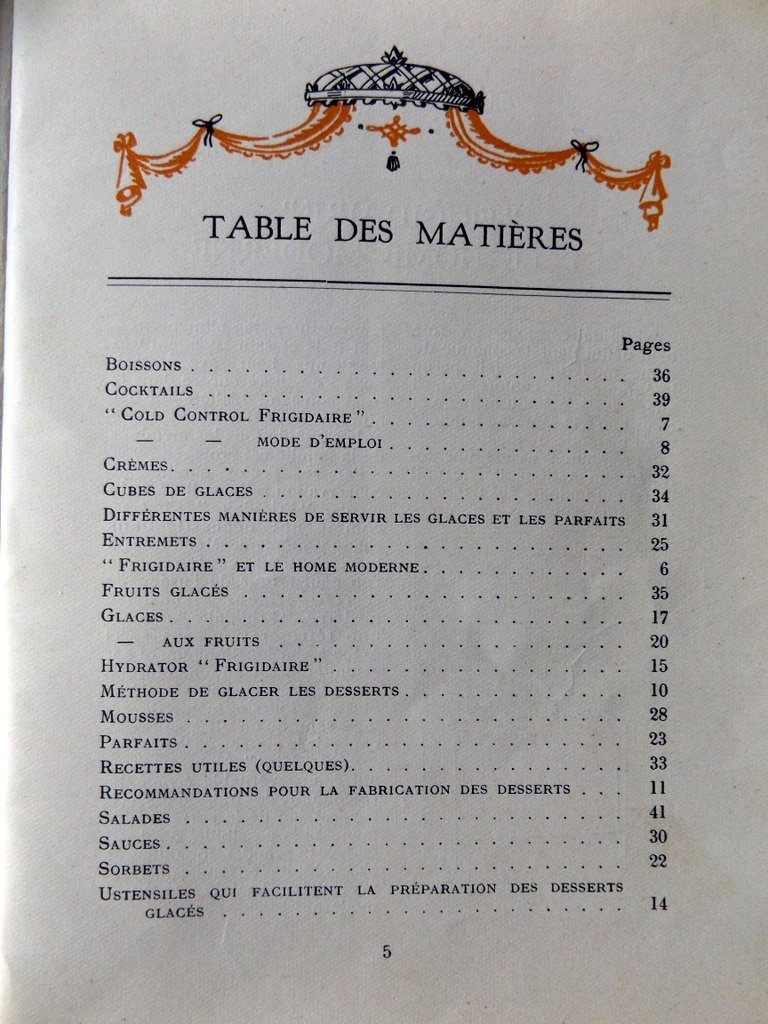 TABLE DES MATIÈRES
Pages
BOISSONS . . . . . . . . . . . . . . . . . . . . . . . . 36
COCKTAILS . . . . . . . . . . . . . . . . . . . . . . . 39
“ COLD CONTROL FRIGIDAIRE ” . . . . . . . . . . . . . . 7
— — MODE D'EMPLOI . . . . . . . . . . . . . 8
CRÈMES. . . . . . . . . . . . . . . . . . . . . . . . . 32
CUBES DE GLACES . . . . . . . . . . . . . . . . . . . . 34
DIFFÉRENTES MANIÈRES DE SERVIR LES GLACES ET LES PARFAITS 31
ENTREMETS . . . . . . . . . . . . . . . . . . . . . . . 25
“ FRIGIDAIRE ” ET LE HOME MODERNE . . . . . . . . . . . 6
FRUITS GLACÉS . . . . . . . . . . . . . . . . . . . . . 35
GLACES. . . . . . . . . . . . . . . . . . . . . . . . . 17
— AUX FRUITS . . . . . . . . . . . . . . . . . . . 20
HYDRATOR “ FRIGIDAIRE ” . . . . . . . . . . . . . . . . 15
MÉTHODE DE GLACER LES DESSERTS . . . . . . . . . . . . 10
MOUSSES . . . . . . . . . . . . . . . . . . . . . . . . 28
PARFAITS . . . . . . . . . . . . . . . . . . . . . . . 23
RECETTES UTILES (QUELQUES). . . . . . . . . . . . . . . 33
RECOMMANDATIONS POUR LA FABRICATION DES DESSERTS . . . 11
SALADES . . . . . . . . . . . . . . . . . . . . . . . . 41
SAUCES . . . . . . . . . . . . . . . . . . . . . . . . 30
SORBETS . . . . . . . . . . . . . . . . . . . . . . . . 22
USTENSILES QUI FACILITENT LA PRÉPARATION DES DESSERTS
GLACÉS . . . . . . . . . . . . . . . . . . . . . 14
5